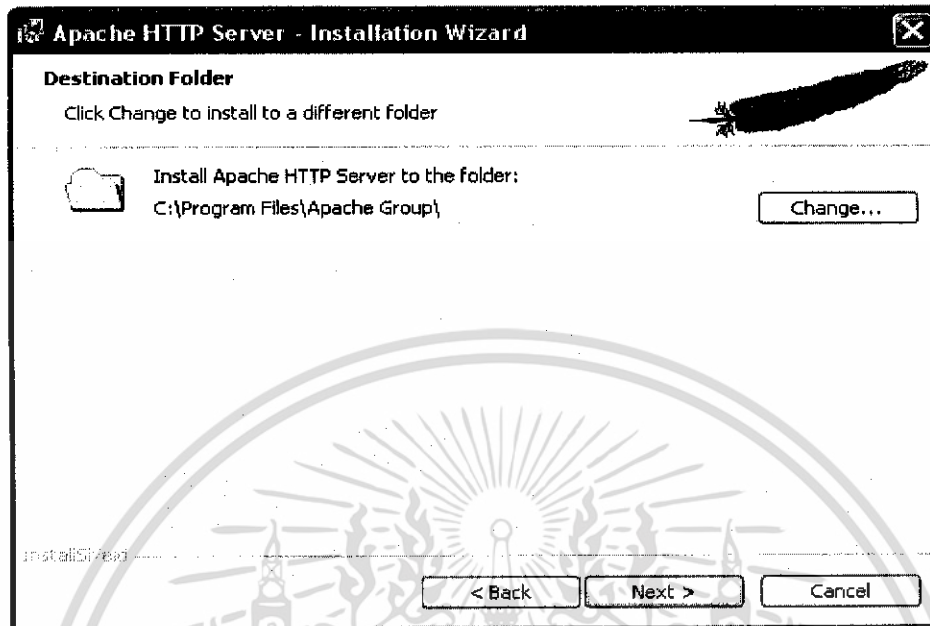 Apache HTTP Server - Installation Wizard
Destination Folder
Click Change to install to a different folder
Install Apache HTTP Server to the folder:
C:\Program Files\Apache Group\
Change...
InstallShield
< Back
Next >
Cancel